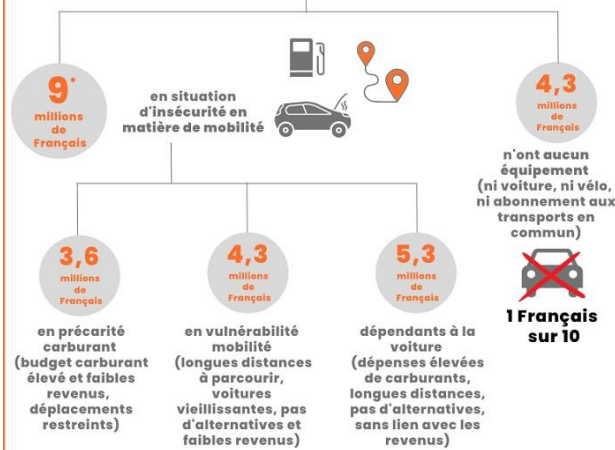 9*
millions
de
Français
en situation
d'insécurité en
matière de mobilité
4,3
millions
de
Français
n'ont aucun
équipement
(ni voiture, ni vélo,
ni abonnement aux
transports en
commun)
1 Français
sur 10
3,6
millions
de
Français
en précarité
carburant
(budget carburant
élevé et faibles
revenus,
déplacements
restreints)
4,3
millions
de
Français
en vulnérabilité
mobilité
(longues distances
à parcourir,
voitures
vieillissantes, pas
d'alternatives et
faibles revenus)
5,3
millions
de
Français
dépendants à la
voiture
(dépenses élevées
de carburants,
longues distances,
pas d'alternatives,
sans lien avec les
revenus)